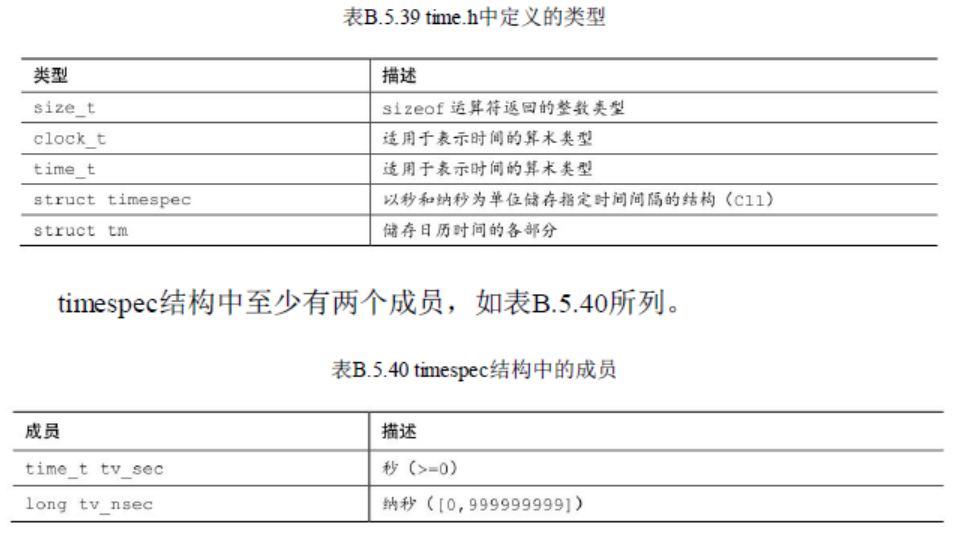 表B.5.39 time.h中定义的类型
类型 描述
size_t sizeof 运算符返回的整数类型
clock_t 适用于表示时间的算术类型
time_t 适用于表示时间的算术类型
struct timespec 以秒和纳秒为单位储存指定时间间隔的结构（C11）
struct tm 储存日历时间的各部分
timespec结构中至少有两个成员，如表B.5.40所列。
表B.5.40 timespec结构中的成员
成员 描述
time_t tv_sec 秒（>=0）
long tv_nsec 纳秒（[0,999999999]）